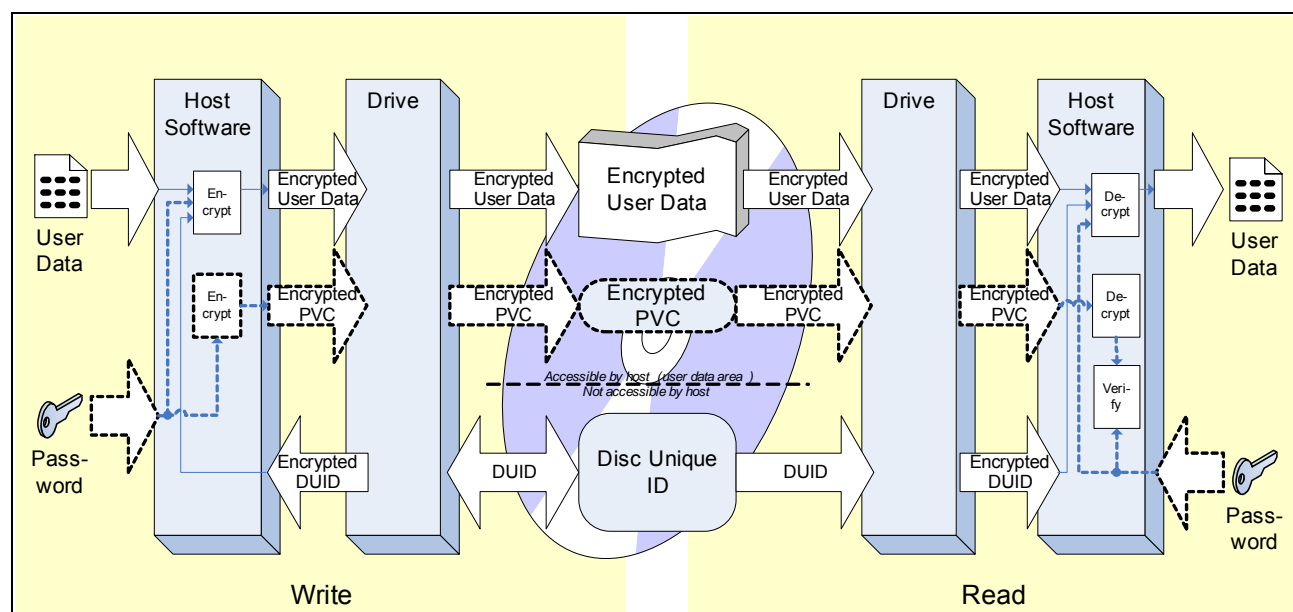 Host
Software
Drive
Drive
Host
Software
User
Data
En-
crypt
Encrypted
User Data
Encrypted
User Data
Encrypted
User Data
Encrypted
User Data
Encrypted
User Data
De-
crypt
User
Data
En-
crypt
Encrypted
PVC
Encrypted
PVC
Encrypted
PVC
Encrypted
PVC
Encrypted
PVC
De-
crypt
Accessible by host (user data area )
Not accessible by host
Veri-
fy
Pass-
word
Encrypted
DUID
DUID
Disc Unique
ID
DUID
Encrypted
DUID
Pass-
word
Write
Read